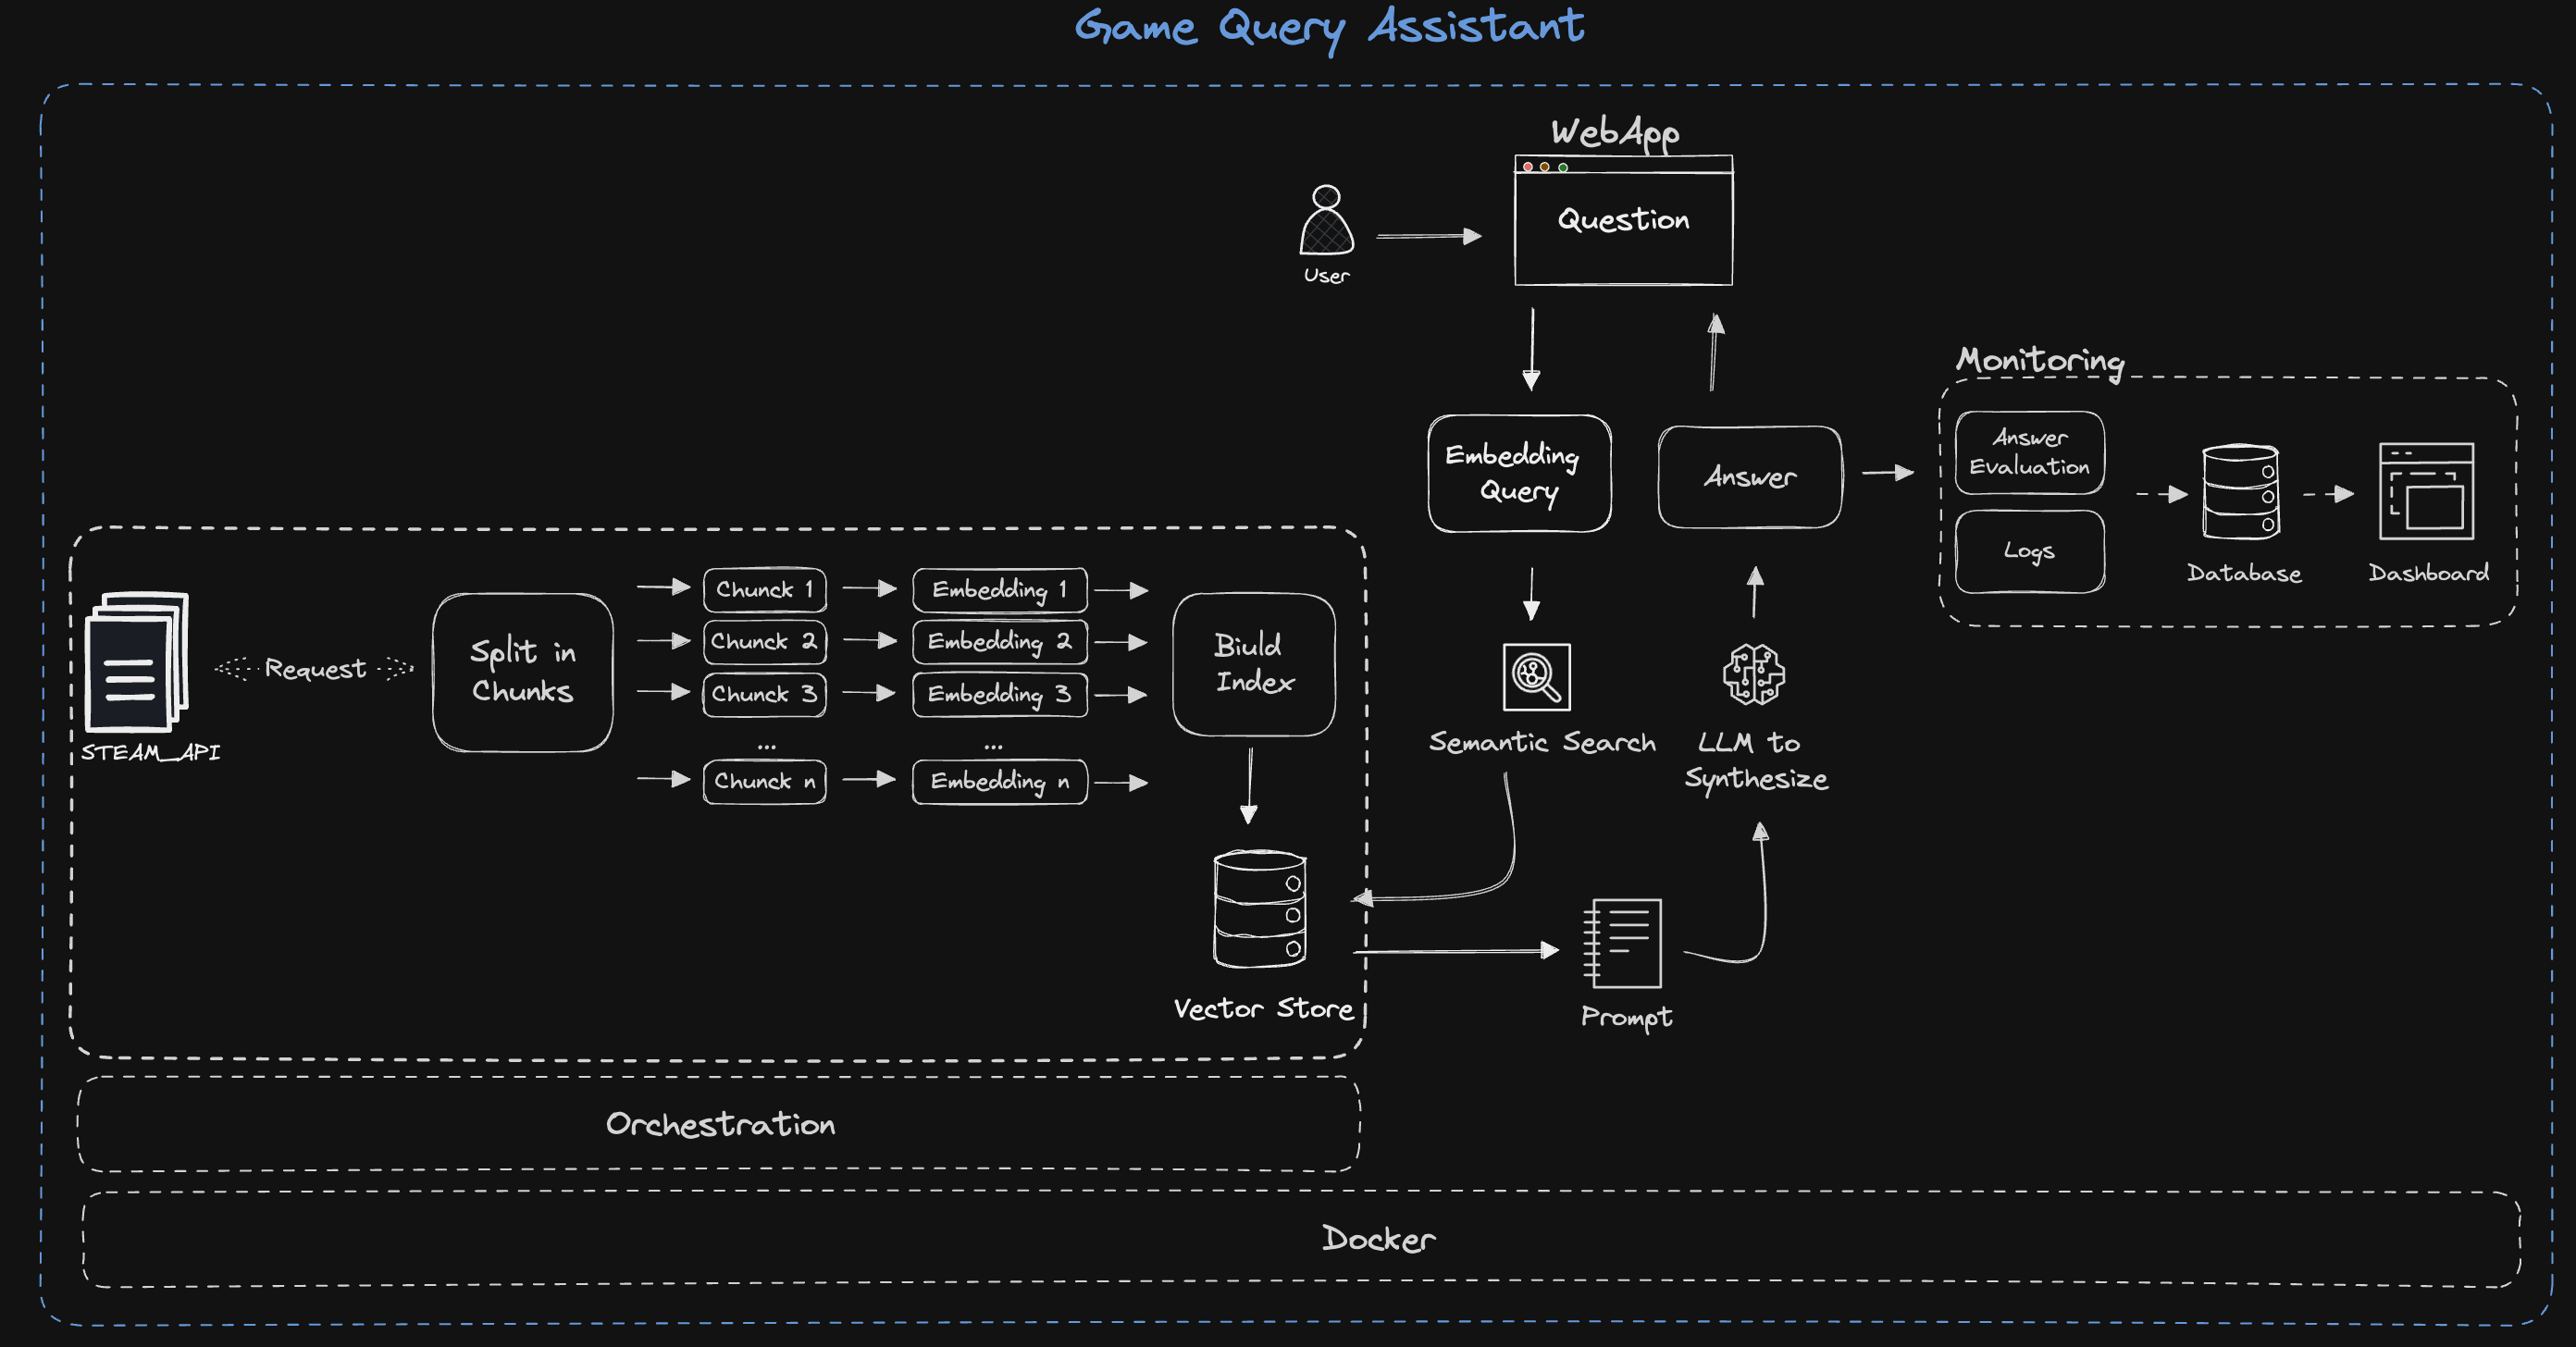 Game Query Assistant
WebApp
Question
User
Monitoring
Embedding
Query
Answer
Answer
Evaluation
Logs
Database
Dashboard
STEAM_API
Request
Split in
Chunks
Chunck 1
Embedding 1
Chunck 2
Embedding 2
Chunck 3
Embedding 3
...
...
Chunck n
Embedding n
Biuld
Index
Semantic Search
LLM to
Synthesize
Vector Store
Prompt
Orchestration
Docker